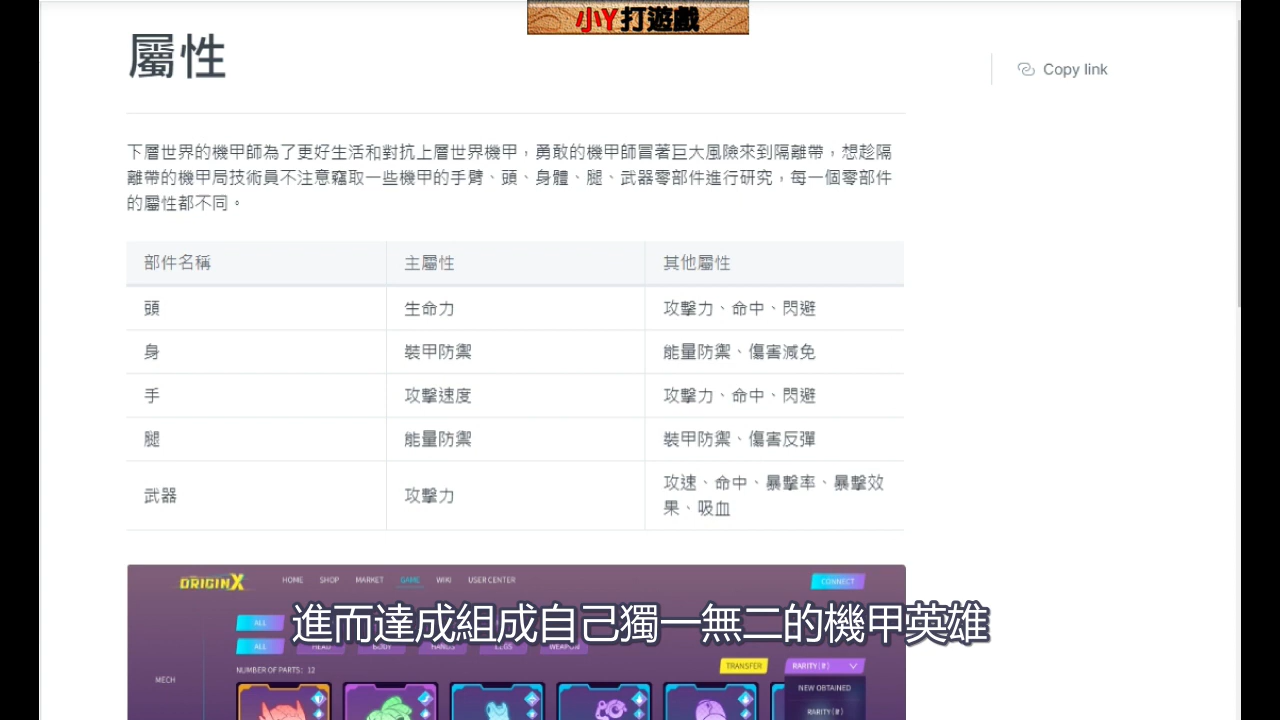 小丫打遊戲
屬性
Copy link
下層世界的機甲師為了更好生活和對抗上層世界機甲，勇敢的機甲師冒著巨大風險來到隔離帶，想趁隔
離帶的機甲局技術員不注意竊取一些機甲的手臂、頭、身體、腿、武器零部件進行研究，每一個零部件
的屬性都不同。
部件名稱 主屬性 其他屬性
頭 生命力 攻擊力、命中、閃避
身 裝甲防禦 能量防禦、傷害減免
手 攻擊速度 攻擊力、命中、閃避
腿 能量防禦 裝甲防禦、傷害反彈
武器 攻擊力 攻速、命中、暴擊率、暴擊效
果、吸血
ORIGINX HOME SHOP MARKET GAME WIKI USER CENTER CONNECT
ALL
進而達成組成自己獨一無二的機甲英雄
ALL HEAD BODY HANDS LEGS WEAPON
NUMBER OF PARTS: 12 TRANSFER RARITY(⬆)
MECH
NEW OBTAINED
RARITY(⬆)